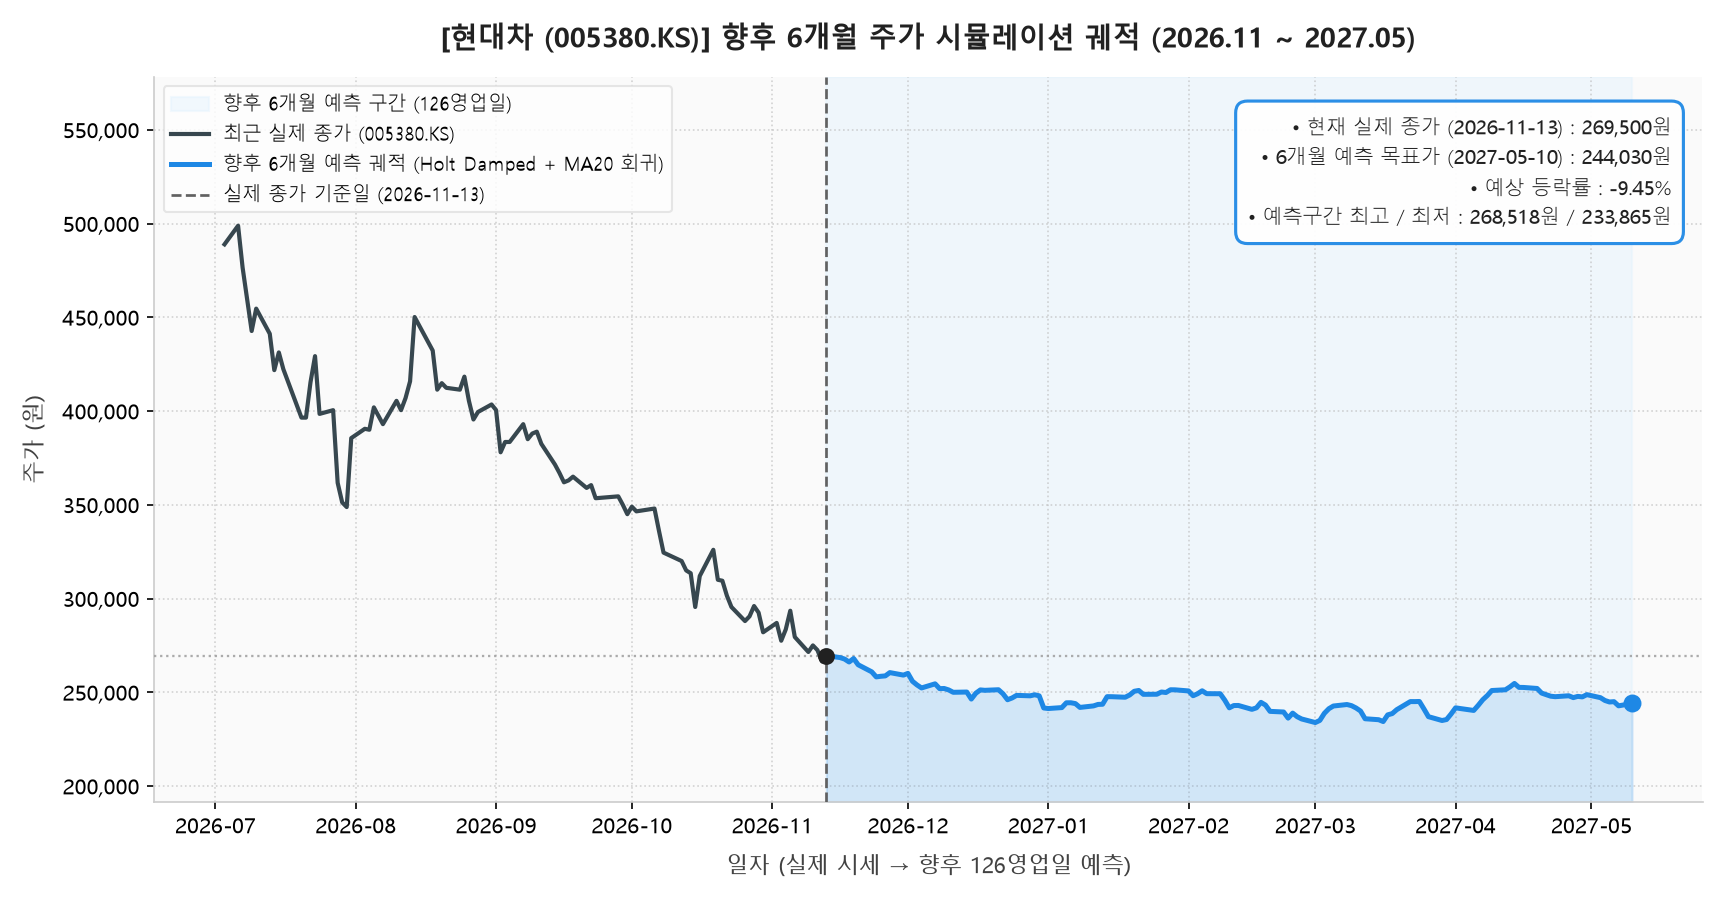 [현대차 (005380.KS)] 향후 6개월 주가 시뮬레이션 궤적 (2026.11 ~ 2027.05)
향후 6개월 예측 구간 (126영업일)
최근 실제 종가 (005380.KS)
향후 6개월 예측 궤적 (Holt Damped + MA20 회귀)
실제 종가 기준일 (2026-11-13)
• 현재 실제 종가 (2026-11-13) : 269,500원
• 6개월 예측 목표가 (2027-05-10) : 244,030원
• 예상 등락률 : -9.45%
• 예측구간 최고 / 최저 : 268,518원 / 233,865원
주가 (원)
550,000
500,000
450,000
400,000
350,000
300,000
250,000
200,000
2026-07 2026-08 2026-09 2026-10 2026-11 2026-12 2027-01 2027-02 2027-03 2027-04 2027-05
일자 (실제 시세 → 향후 126영업일 예측)